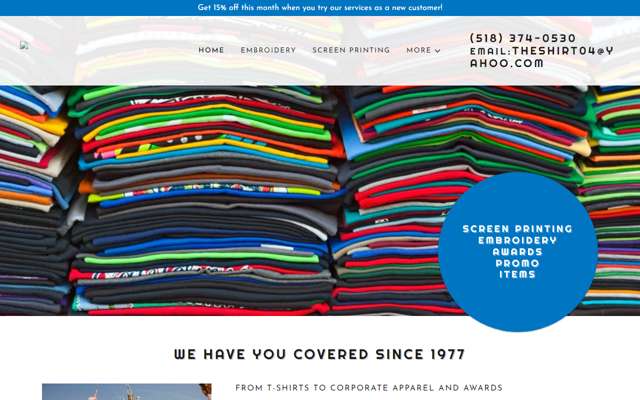 Get 15% off this month when you try our services as a new customer!
HOME
EMBROIDERY
SCREEN PRINTING
MORE
(518) 374-0530
EMAIL:THESHIRT04@Y
AHOO.COM
SCREEN PRINTING
EMBROIDERY
AWARDS
PROMO
ITEMS
WE HAVE YOU COVERED SINCE 1977
FROM T-SHIRTS TO CORPORATE APPAREL AND AWARDS